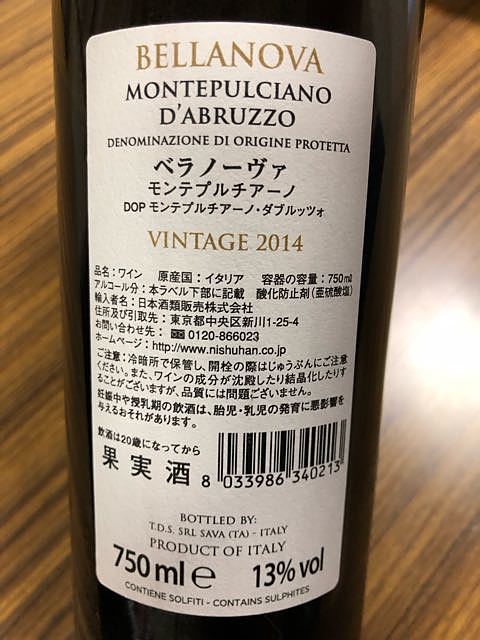 BELLANOVA
MONTEPULCIANO
D'ABRUZZO
DENOMINAZIONE DI ORIGINE PROTETTA
ベラノーヴァ
モンテプルチアーノ
DOP モンテプルチアーノ・ダブルッツォ
VINTAGE 2014
品名：ワイン 原産国：イタリア 容器の容量：750㎖
アルコール分：本ラベル下部に記載 酸化防止剤(亜硫酸塩)
輸入者名：日本酒類販売株式会社
住所及び引取先：東京都中央区新川1-25-4
お問い合わせ先：0120-866023
ホームページ：http://www.nishuhan.co.jp
ご注意：冷暗所で保管し、開栓の際はじゅうぶんにご注意
ください。また、ワインの成分が沈殿したり結晶化したりす
ることがございますが、品質には問題ございません。
妊娠中や授乳期の飲酒は、胎児・乳児の発育に悪影響を
与えるおそれがあります。
飲酒は20歳になってから
果実酒
8 033986 340213
BOTTLED BY:
T.D.S. SRL SAVA (TA) - ITALY
PRODUCT OF ITALY
750 ml ℮ 13% vol
CONTIENE SOLFITI - CONTAINS SULPHITES